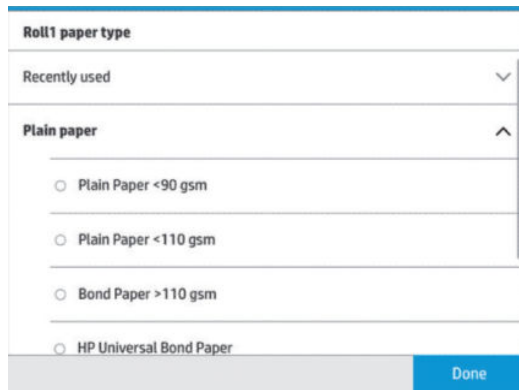 Roll1 paper type
Recently used
Plain paper
Plain Paper <90 gsm
Plain Paper <110 gsm
Bond Paper >110 gsm
HP Universal Bond Paper
Done